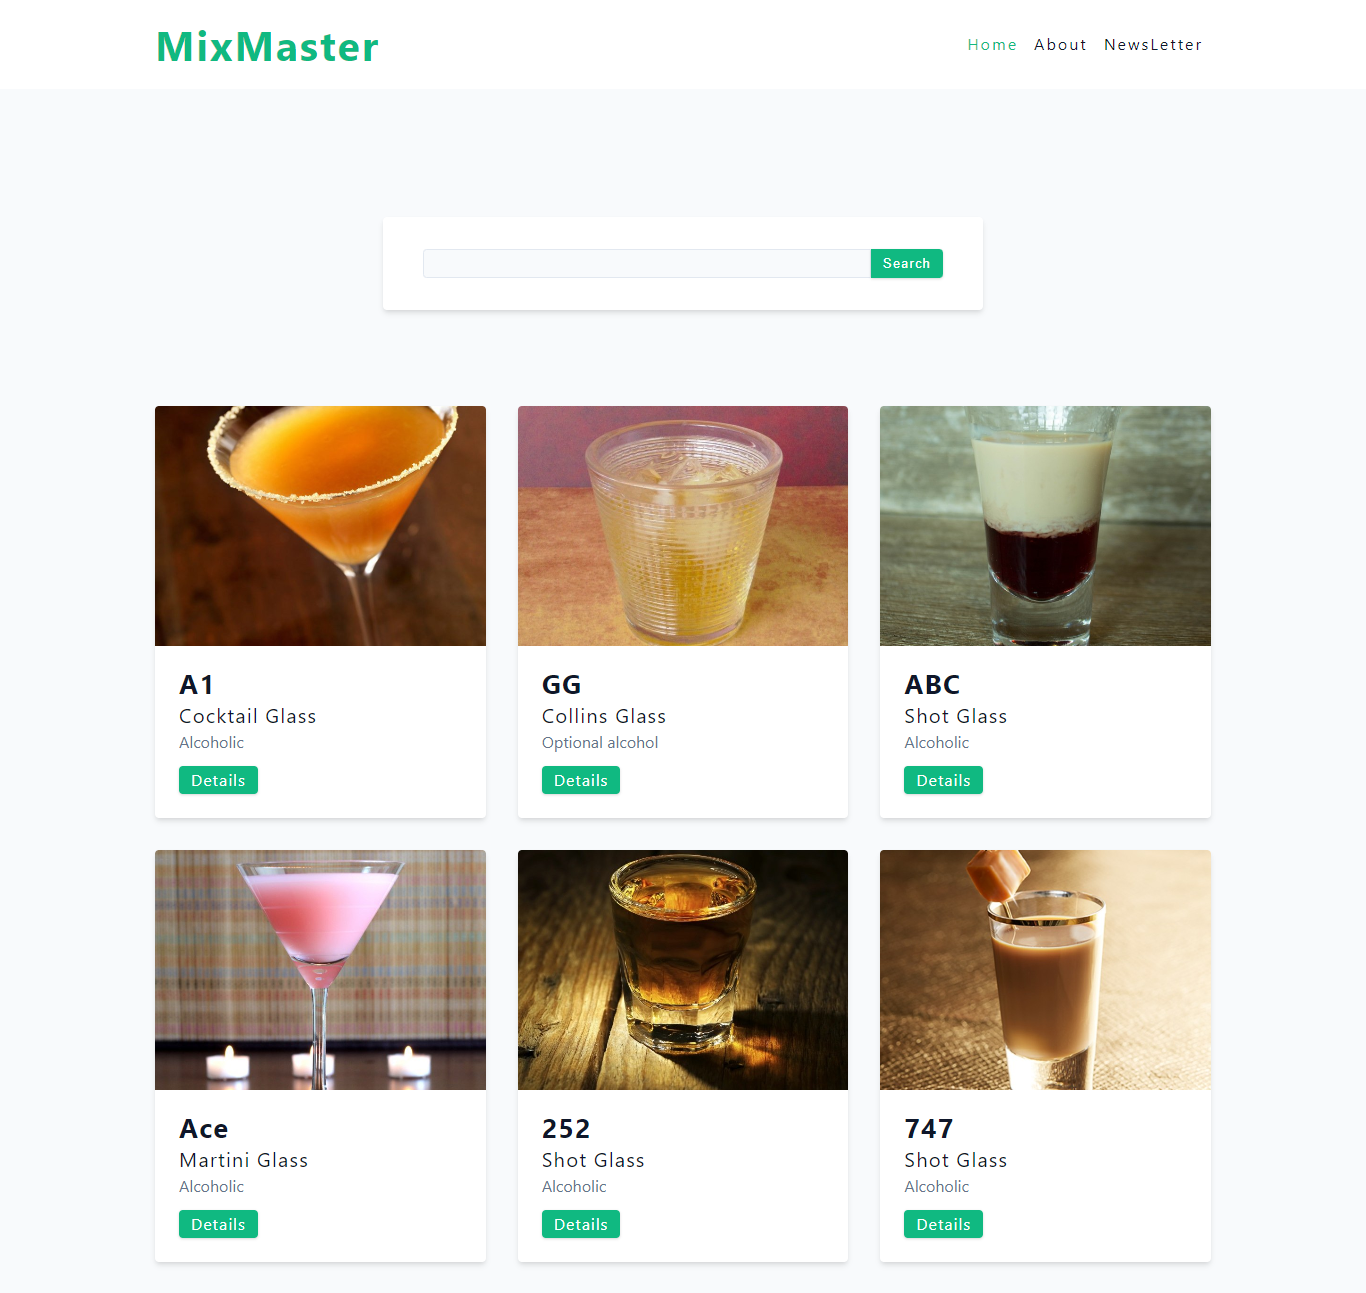 MixMaster
Home About NewsLetter
Search
A1
Cocktail Glass
Alcoholic
Details
GG
Collins Glass
Optional alcohol
Details
ABC
Shot Glass
Alcoholic
Details
Ace
Martini Glass
Alcoholic
Details
252
Shot Glass
Alcoholic
Details
747
Shot Glass
Alcoholic
Details